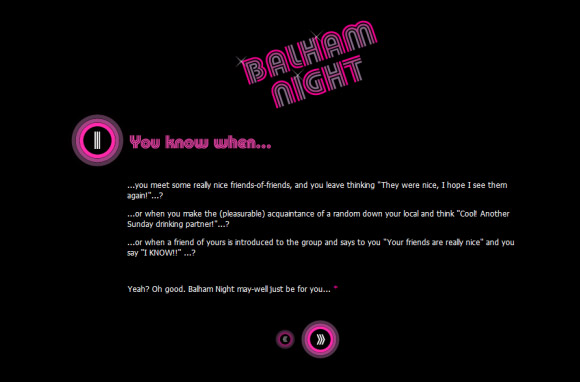 BALHAM
NIGHT
You know when...
...you meet some really nice friends-of-friends, and you leave thinking "They were nice, I hope I see them
again!"...?
...or when you make the (pleasurable) acquaintance of a random down your local and think "Cool! Another
Sunday drinking partner!"...?
...or when a friend of yours is introduced to the group and says to you "Your friends are really nice" and you
say "I KNOW!!" ...?
Yeah? Oh good. Balham Night may-well just be for you... *